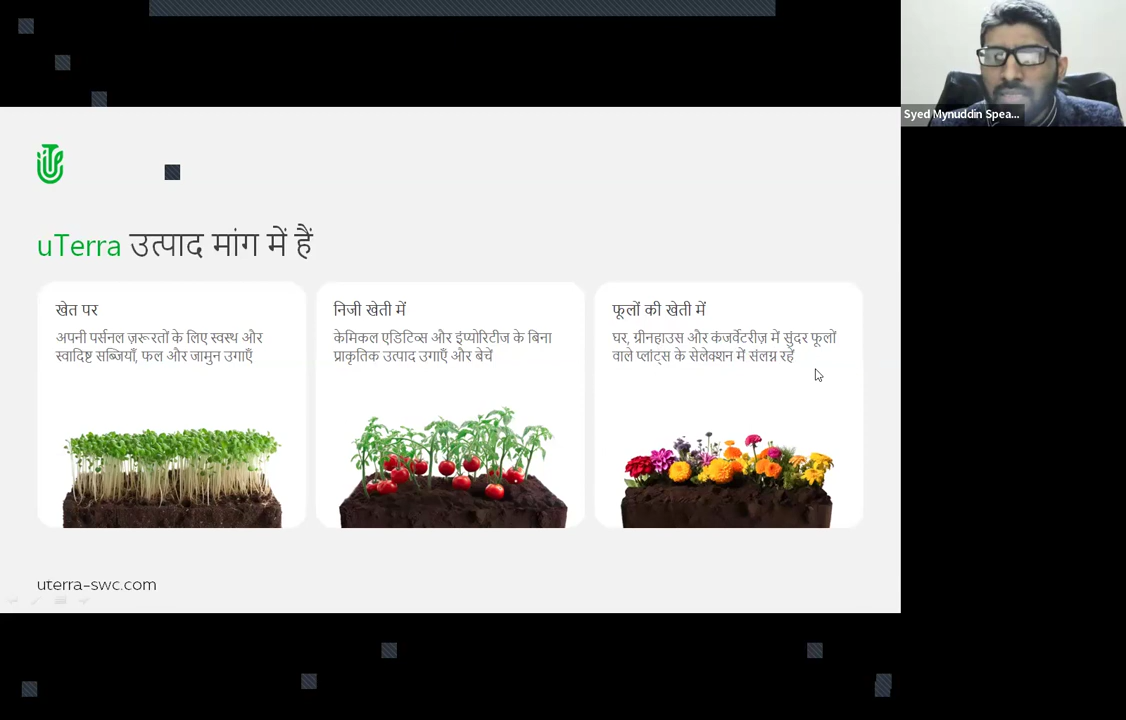 Syed Mynuddin Spea...
uTerra उत्पाद मांग में हैं
खेत पर
अपनी पर्सनल ज़रूरतों के लिए स्वस्थ और
स्वादिष्ट सब्जियाँ, फल और जामुन उगाएँ
निजी खेती में
केमिकल एडिटिव्स और इंप्योरिटीज के बिना
प्राकृतिक उत्पाद उगाएँ और बेचें
फूलों की खेती में
घर, ग्रीनहाउस और कंजर्वेटरीज़ में सुंदर फूलों
वाले प्लांट्स के सेलेक्शन में संलग्न रहें
uterra-swc.com